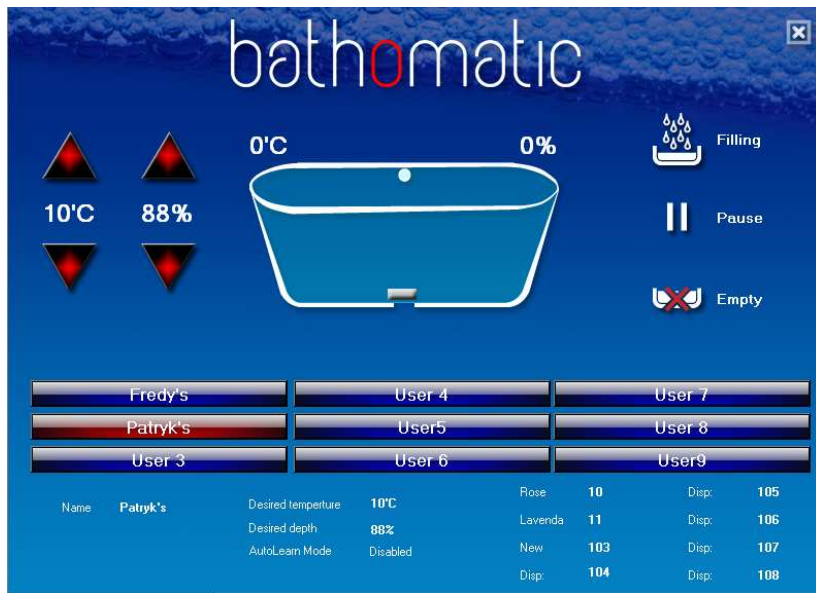 bathomatic
0'C 0%
Filling
10'C 88%
Pause
Empty
Fredy's User 4 User 7
Patryk's User5 User 8
User 3 User 6 User9
Name Patryk's
Desired temperture 10'C
Desired depth 88%
AutoLearn Mode Disabled
Rose 10 Disp: 105
Lavenda 11 Disp: 106
New 103 Disp: 107
Disp: 104 Disp: 108